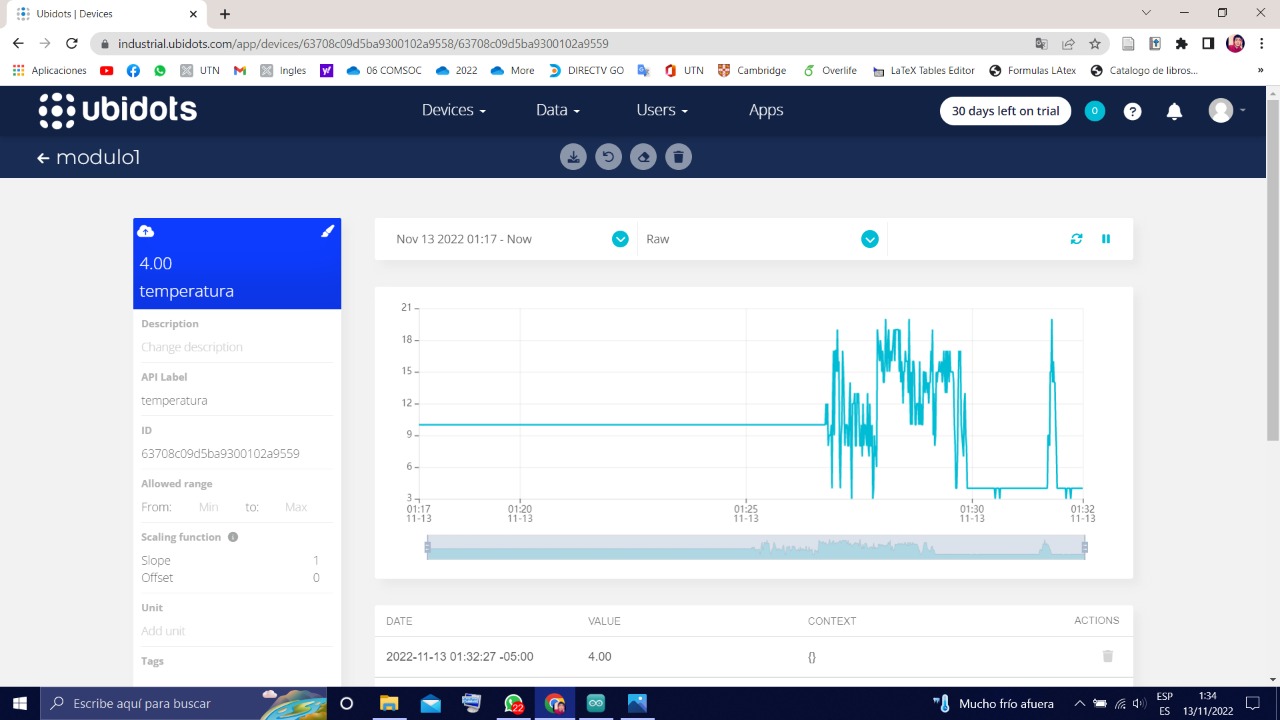 Ubidots | Devices
industrial.ubidots.com/app/devices/63708c09d5ba9300102a9558/63708c09d5ba9300102a9559
Aplicaciones UTN Ingles 06 COMSOC 2022 More DIRECTV GO UTN Cambridge Overlife LaTeX Tables Editor Formulas LAtex Catalogo de libros... »
ubidots Devices Data Users Apps 30 days left on trial 0 ?
modulo1
4.00
temperatura
Description
Change description
API Label
temperatura
ID
63708c09d5ba9300102a9559
Allowed range
From: Min to: Max
Scaling function
Slope 1
Offset 0
Unit
Add unit
Tags
Nov 13 2022 01:17 - Now Raw
21
18
15
12
9
6
3
01:17 01:20 01:25 01:30 01:32
11-13 11-13 11-13 11-13 11-13
DATE VALUE CONTEXT ACTIONS
2022-11-13 01:32:27 -05:00 4.00 {}
Escribe aquí para buscar 22 Mucho frío afuera ESP 1:34
ES 13/11/2022